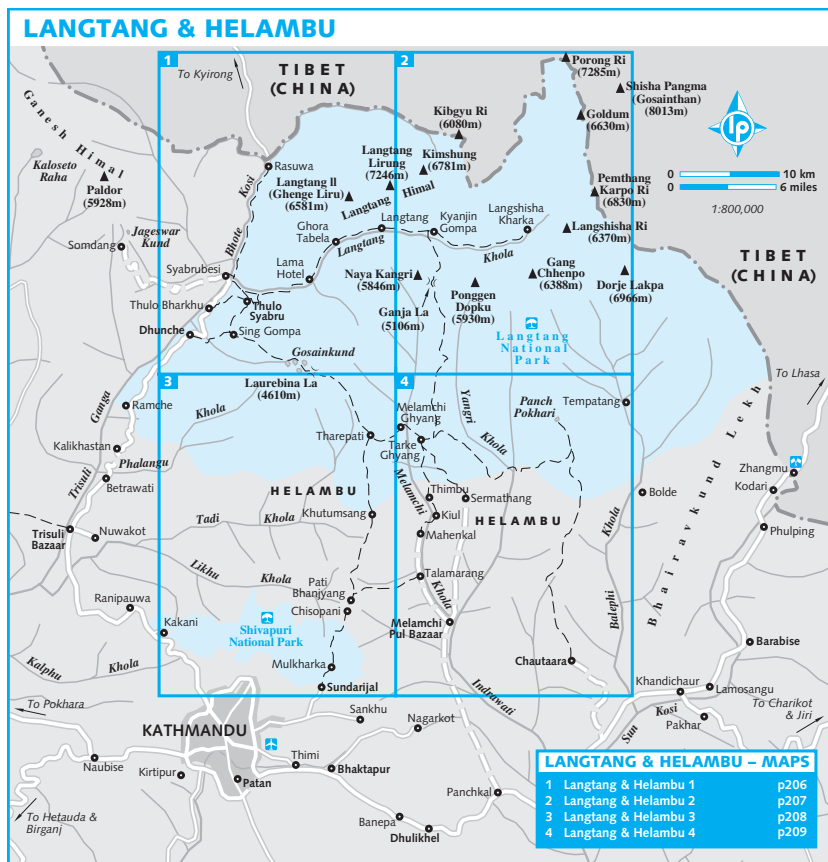 LANGTANG & HELAMBU
1
2
To Kyirong
TIBET
(CHINA)
Porong Ri
(7285m)
Shisha Pangma
(Gosainthan)
(8013m)
Kibgyu Ri
(6080m)
Goldum
(6630m)
lp
Ganesh Himal
Kaloseto
Raha
Paldor
(5928m)
Rasuwa
Langtang
Lirung
(7246m)
Kimshung
(6781m)
Langtang II
(Ghenge Liru)
(6581m)
Langtang Himal
Pemthang
Karpo Ri
(6830m)
0 10 km
0 6 miles
1:800,000
Jageswar
Kund
Somdang
Bhote Kosi
Ghora
Tabela
Langtang
Kyanjin
Gompa
Langshisha
Kharka
Langshisha Ri
(6370m)
Langtang Khola
TIBET
(CHINA)
Syabrubesi
Lama
Hotel
Naya Kangri
(5846m)
Gang
Chhenpo
(6388m)
Dorje Lakpa
(6966m)
Thulo Bharkhu
Thulo
Syabru
Ganja La
(5106m)
Ponggen
Dopku
(5930m)
Dhunche
Sing Gompa
Langtang
National
Park
Gosainkund
3
4
Laurebina La
(4610m)
To Lhasa
Ramche
Khola
Melamchi
Ghyang
Yangri Khola
Panch
Pokhari
Tempatang
Ganga
Tharepati
Tarke
Ghyang
Kalikhastan
Phalangu
Zhangmu
Trisuli
Betrawati
HELAMBU
Melamchi Khola
Thimbu
Sermathang
Bolde
Kodari
Bhairavkund Lekh
Khutumsang
Kiul
HELAMBU
Trisuli
Bazaar
Nuwakot
Tadi Khola
Mahenkal
Phulping
Likhu Khola
Talamarang
Balephi Khola
Pati
Bhanjyang
Ranipauwa
Chisopani
Kakani
Shivapuri
National Park
Melamchi
Pul Bazaar
Barabise
Kalphu Khola
Mulkharka
Chautaara
Sundarijal
Indrawati
Khandichaur
Lamosangu
To Pokhara
Sankhu
Nagarkot
Sun Kosi
Pakhar
To Charikot
& Jiri
KATHMANDU
Naubise
Kirtipur
Thimi
Bhaktapur
Patan
Panchkal
To Hetauda &
Birganj
Banepa
Dhulikhel
LANGTANG & HELAMBU – MAPS
1 Langtang & Helambu 1 p206
2 Langtang & Helambu 2 p207
3 Langtang & Helambu 3 p208
4 Langtang & Helambu 4 p209